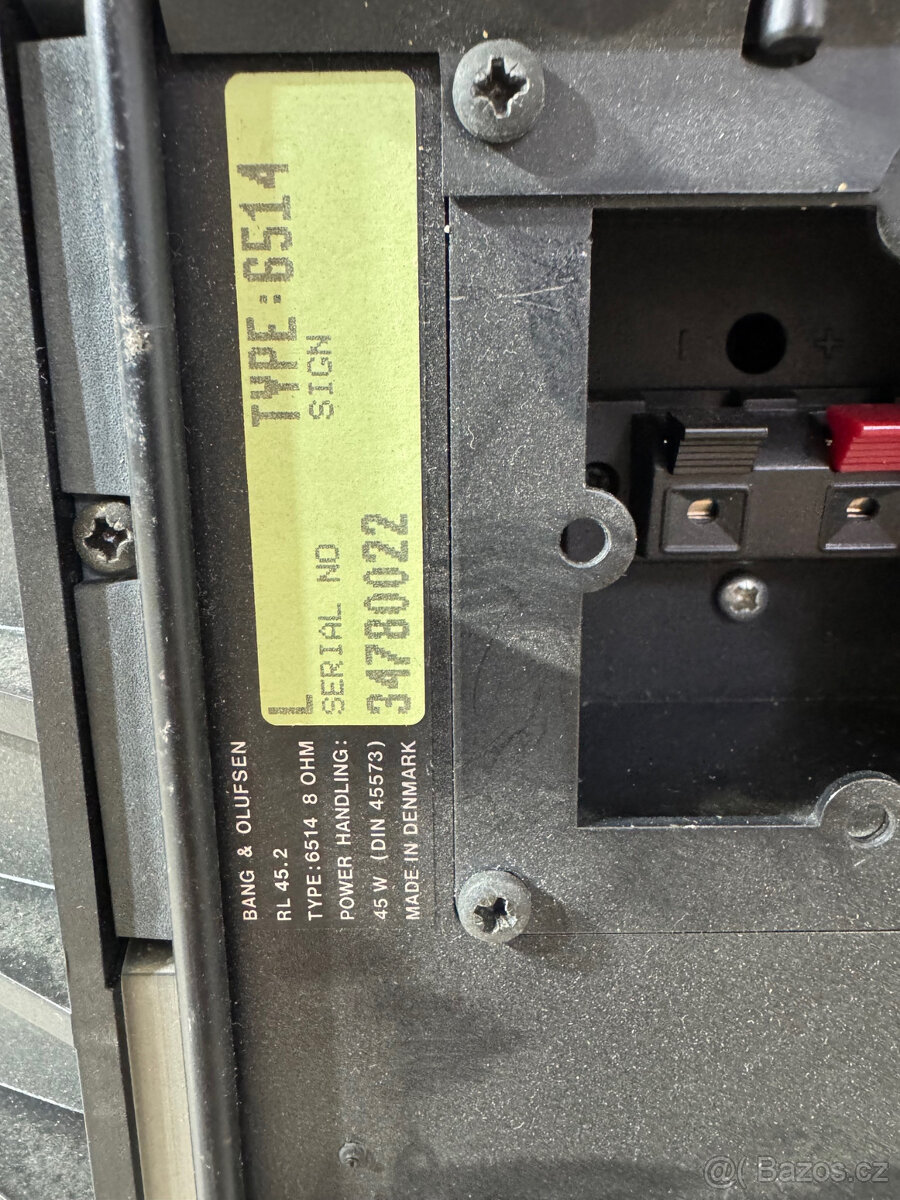 TYPE:6514
SIGN
L
SERIAL NO
34780022
BANG & OLUFSEN
RL 45.2
TYPE:6514 8 OHM
POWER HANDLING:
45 W (DIN 45573)
MADE IN DENMARK
- +
@( Bazos.cz